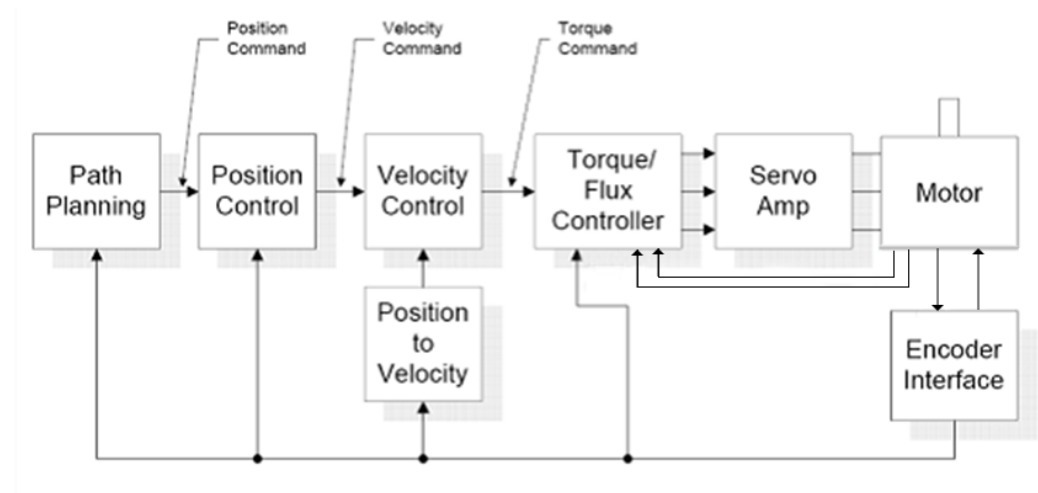 Position
Command
Velocity
Command
Torque
Command
Path
Planning
Position
Control
Velocity
Control
Torque/
Flux
Controller
Servo
Amp
Motor
Position
to
Velocity
Encoder
Interface